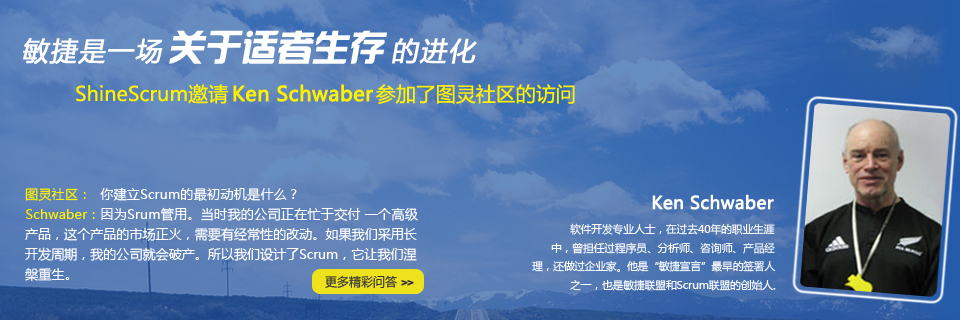 敏捷是一场 关于适者生存 的进化
ShineScrum邀请 Ken Schwaber 参加了图灵社区的访问
图灵社区： 你建立Scrum的最初动机是什么？
Schwaber：因为Srum管用。当时我的公司正在忙于交付 一个高级
产品，这个产品的市场正火，需要有经常性的改动。如果我们采用长
开发周期，我的公司就会破产。所以我们设计了Scrum，它让我们涅
槃重生。
更多精彩问答 >>
Ken Schwaber
软件开发专业人士，在过去40年的职业生涯
中，曾担任过程序员、分析师、咨询师、产品经
理，还做过企业家。他是“敏捷宣言”最早的签署人
之一，也是敏捷联盟和Scrum联盟的创始人。
adidas